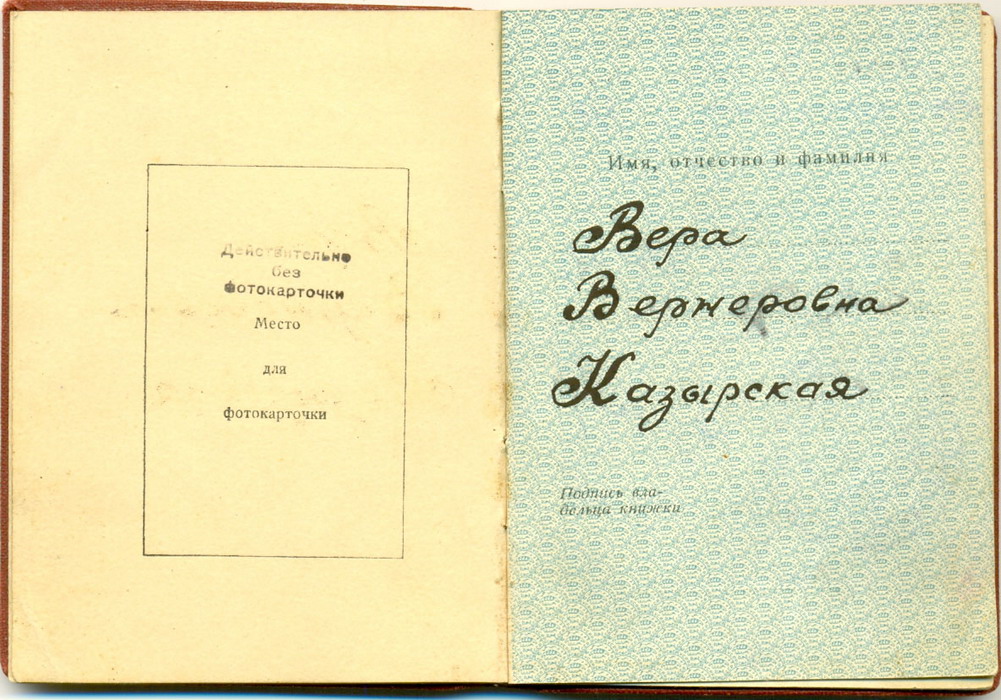 Действительно
без
фотокарточки
Место
для
фотокарточки
Имя, отчество и фамилия
Вера
Вернеровна
Казырская
Подпись вла-
дельца книжки